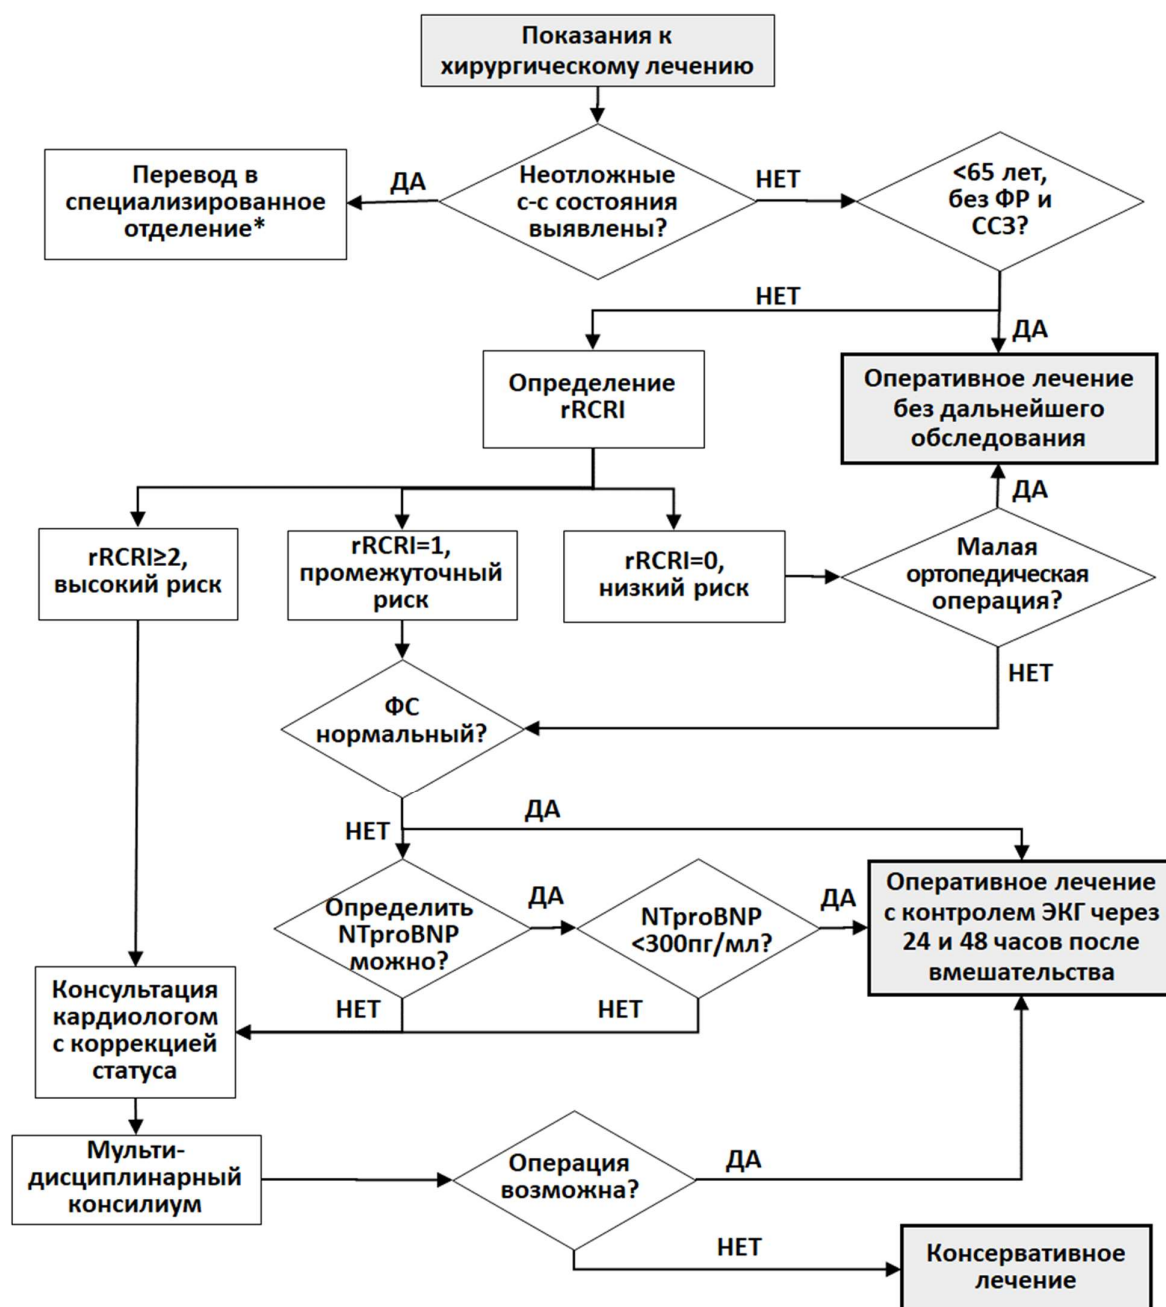 Показания к
хирургическому лечению
Перевод в
специализированное
отделение*
ДА
Неотложные
с-с состояния
выявлены?
НЕТ
<65 лет,
без ФР и
ССЗ?
НЕТ
ДА
Определение
rRCRI
Оперативное лечение
без дальнейшего
обследования
ДА
rRCRI≥2,
высокий риск
rRCRI=1,
промежуточный
риск
rRCRI=0,
низкий риск
Малая
ортопедическая
операция?
НЕТ
ФС
нормальный?
ДА
НЕТ
Определить
NTproBNP
можно?
ДА
NTproBNP
<300пг/мл?
ДА
Оперативное лечение
с контролем ЭКГ через
24 и 48 часов после
вмешательства
НЕТ
НЕТ
Консультация
кардиологом
с коррекцией
статуса
Мульти-
дисциплинарный
консилиум
Операция
возможна?
ДА
НЕТ
Консервативное
лечение